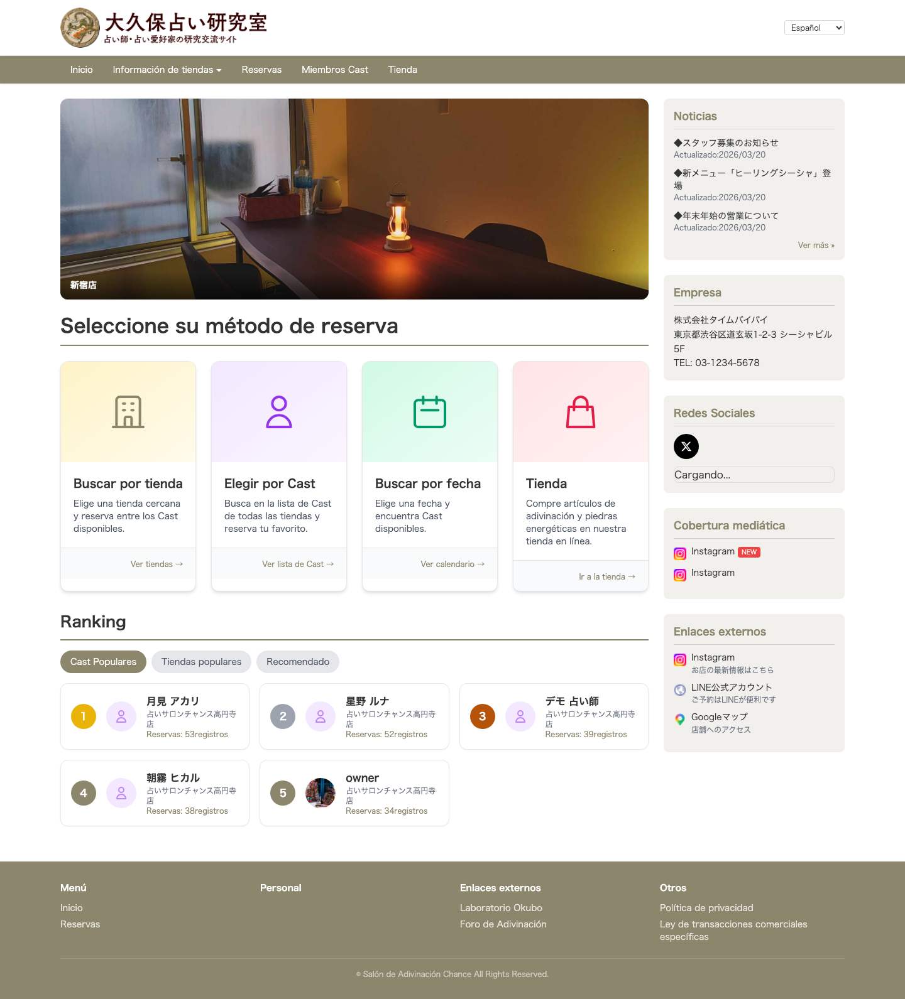 大久保占い研究室
占い師・占い愛好家の研究交流サイト
Español
Inicio
Información de tiendas
Reservas
Miembros Cast
Tienda
新宿店
Seleccione su método de reserva
Buscar por tienda
Elige una tienda cercana
y reserva entre los Cast
disponibles.
Ver tiendas →
Elegir por Cast
Busca en la lista de Cast
de todas las tiendas y
reserva tu favorito.
Ver lista de Cast →
Buscar por fecha
Elige una fecha y
encuentra Cast
disponibles.
Ver calendario →
Tienda
Compre artículos de
adivinación y piedras
energéticas en nuestra
tienda en línea.
Ir a la tienda →
Ranking
Cast Populares
Tiendas populares
Recomendado
1
月見 アカリ
占いサロンチャンス高円寺
店
Reservas: 53registros
2
星野 ルナ
占いサロンチャンス高円寺
店
Reservas: 52registros
3
デモ 占い師
占いサロンチャンス高円寺
店
Reservas: 39registros
4
朝霧 ヒカル
占いサロンチャンス高円寺
店
Reservas: 38registros
5
owner
占いサロンチャンス高円寺
店
Reservas: 34registros
Noticias
◆スタッフ募集のお知らせ
Actualizado:2026/03/20
◆新メニュー「ヒーリングシーシャ」登
場
Actualizado:2026/03/20
◆年末年始の営業について
Actualizado:2026/03/20
Ver más »
Empresa
株式会社タイムバイバイ
東京都渋谷区道玄坂1-2-3 シーシャビル
5F
TEL: 03-1234-5678
Redes Sociales
Cargando...
Cobertura mediática
Instagram NEW
Instagram
Enlaces externos
Instagram
お店の最新情報はこちら
LINE公式アカウント
ご予約はLINEが便利です
Googleマップ
店舗へのアクセス
Menú
Inicio
Reservas
Personal
Enlaces externos
Laboratorio Okubo
Foro de Adivinación
Otros
Política de privacidad
Ley de transacciones comerciales
específicas
© Salón de Adivinación Chance All Rights Reserved.